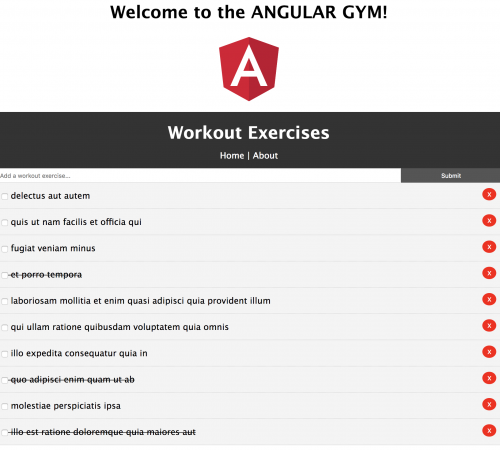 Welcome to the ANGULAR GYM!
A
Workout Exercises
Home | About
Add a workout exercise... Submit
delectus aut autem x
quis ut nam facilis et officia qui x
fugiat veniam minus x
et porro tempora x
laboriosam mollitia et enim quasi adipisci quia provident illum x
qui ullam ratione quibusdam voluptatem quia omnis x
illo expedita consequatur quia in x
quo adipisci enim quam ut ab x
molestiae perspiciatis ipsa x
illo est ratione doloremque quia maiores aut x